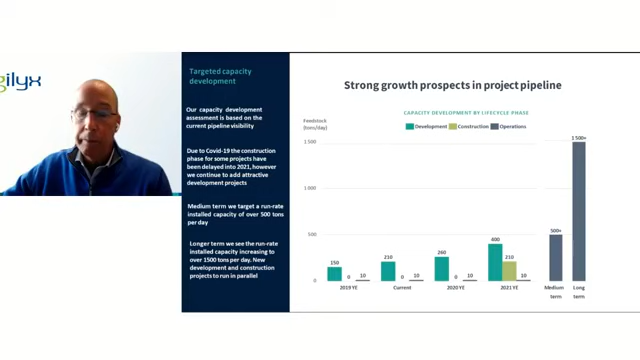 gilyx
Targeted capacity
development
Our capacity development
assessment is based on the
current pipeline visibility
Due to Covid-19 the construction
phase for some projects have
been delayed into 2021, however
we continue to add attractive
development projects
Medium term we target a run-rate
installed capacity of over 500 tons
per day
Longer term we see the run-rate
installed capacity increasing to
over 1500 tons per day. New
development and construction
projects to run in parallel
Strong growth prospects in project pipeline
CAPACITY DEVELOPMENT BY LIFECYCLE PHASE
Feedstock
(tons/day)
Development Construction Operations
1 500
1 000
500
0
150 0 10
210 0 10
260 0 10
400 210 10
500+
1 500+
2019 YE
Current
2020 YE
2021 YE
Medium
term
Long
term